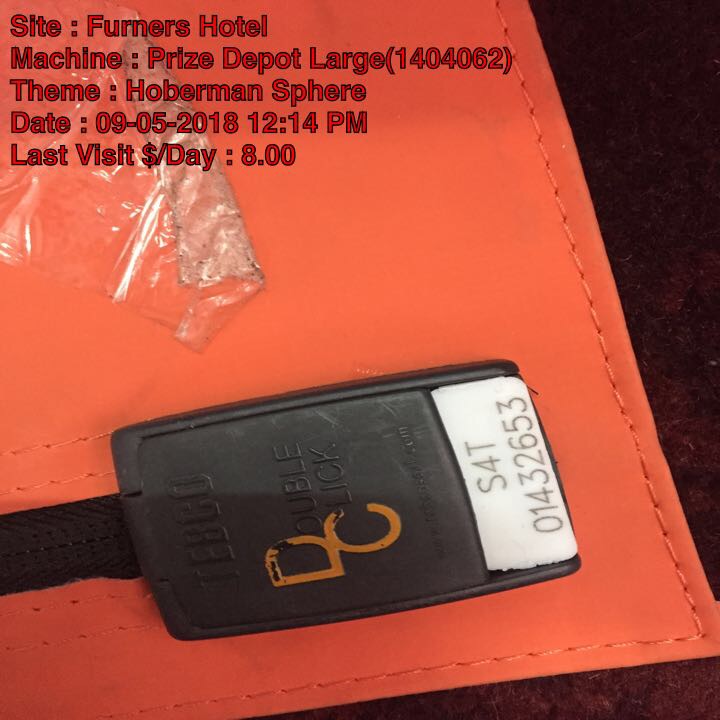 Site : Furners Hotel
Machine : Prize Depot Large(1404062)
Theme : Hoberman Sphere
Date : 09-05-2018 12:14 PM
Last Visit $/Day : 8.00
TEBCO
DOUBLE
CLICK
S4T
01432653